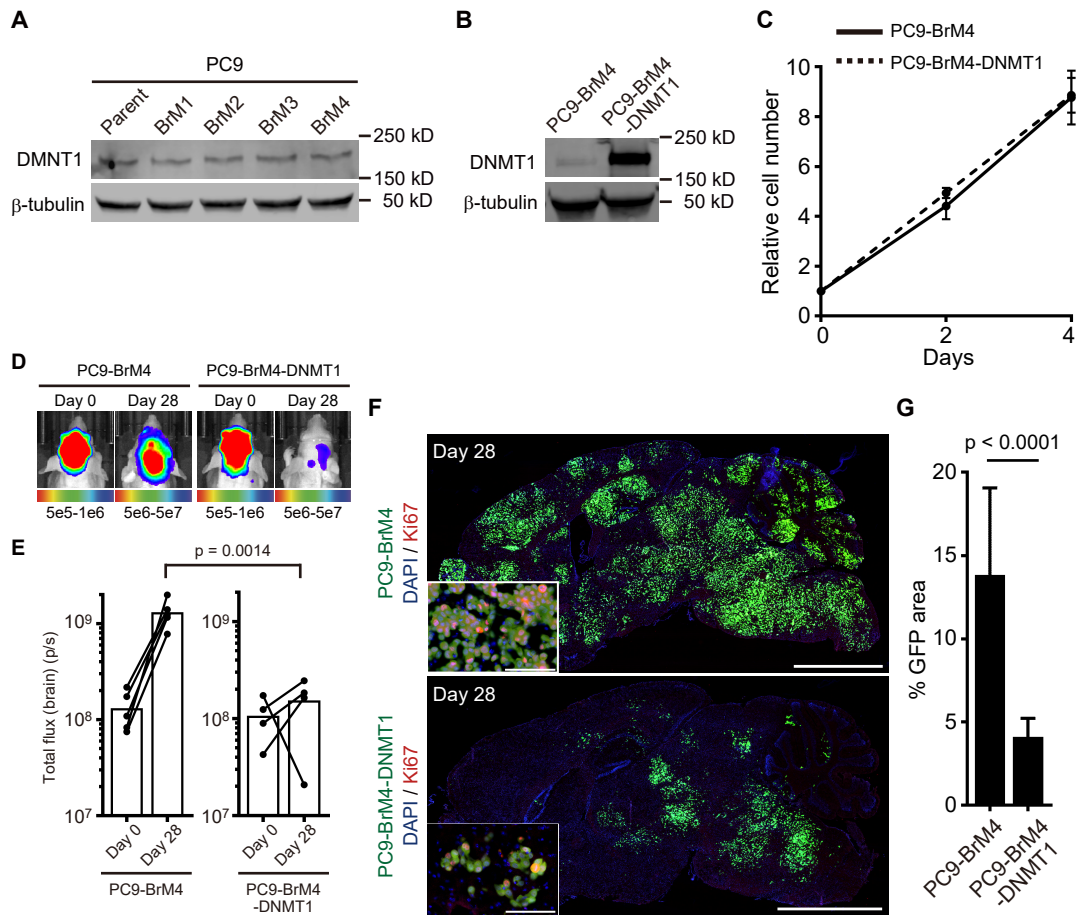 A
PC9
Parent BrM1 BrM2 BrM3 BrM4
250 kD
DMNT1
150 kD
β-tubulin
50 kD
B
PC9-BrM4
PC9-BrM4
-DNMT1
250 kD
DNMT1
150 kD
β-tubulin
50 kD
C
PC9-BrM4
PC9-BrM4-DNMT1
Relative cell number
10
8
6
4
2
0
0 2 4
Days
D
PC9-BrM4 PC9-BrM4-DNMT1
Day 0 Day 28 Day 0 Day 28
5e5-1e6 5e6-5e7 5e5-1e6 5e6-5e7
E
p = 0.0014
Total flux (brain) (p/s)
10⁹ 10⁹
10⁸ 10⁸
10⁷ 10⁷
Day 0 Day 28 Day 0 Day 28
PC9-BrM4 PC9-BrM4
-DNMT1
F
Day 28
PC9-BrM4
DAPI / Ki67
Day 28
PC9-BrM4-DNMT1
DAPI / Ki67
G
p < 0.0001
% GFP area
20
15
10
5
0
PC9-BrM4
PC9-BrM4
-DNMT1